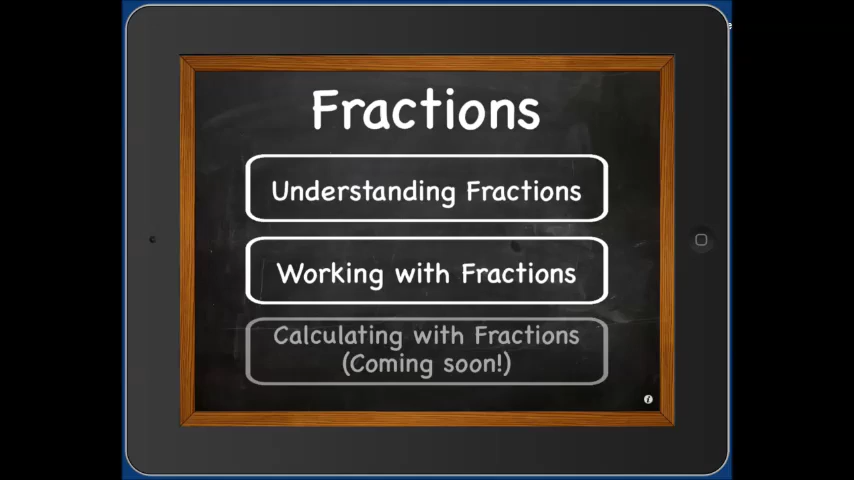 Fractions
Understanding Fractions
Working with Fractions
Calculating with Fractions
(Coming soon!)
i